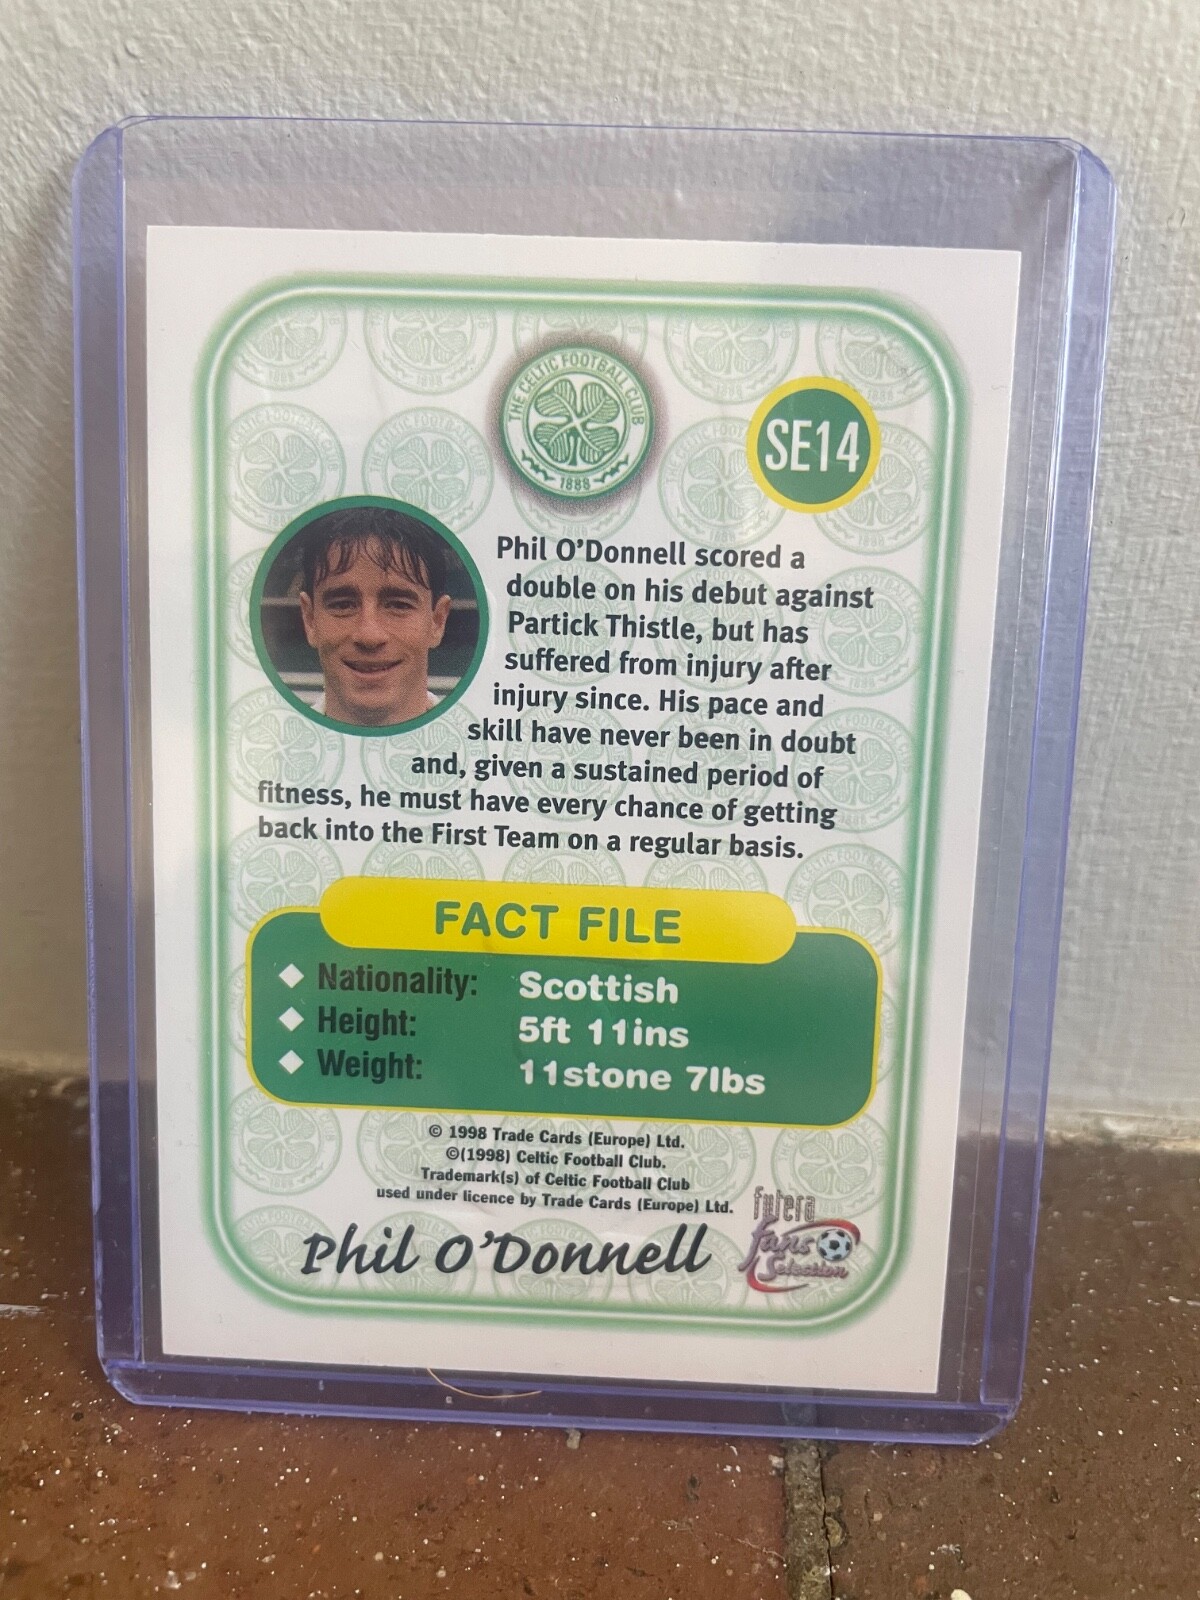 THE CELTIC FOOTBALL CLUB
1888
SE14
Phil O'Donnell scored a
double on his debut against
Partick Thistle, but has
suffered from injury after
injury since. His pace and
skill have never been in doubt
and, given a sustained period of
fitness, he must have every chance of getting
back into the First Team on a regular basis.
FACT FILE
Nationality: Scottish
Height: 5ft 11ins
Weight: 11stone 7lbs
© 1998 Trade Cards (Europe) Ltd.
©(1998) Celtic Football Club.
Trademark(s) of Celtic Football Club
used under licence by Trade Cards (Europe) Ltd.
Phil O'Donnell
futera
fans
Selection